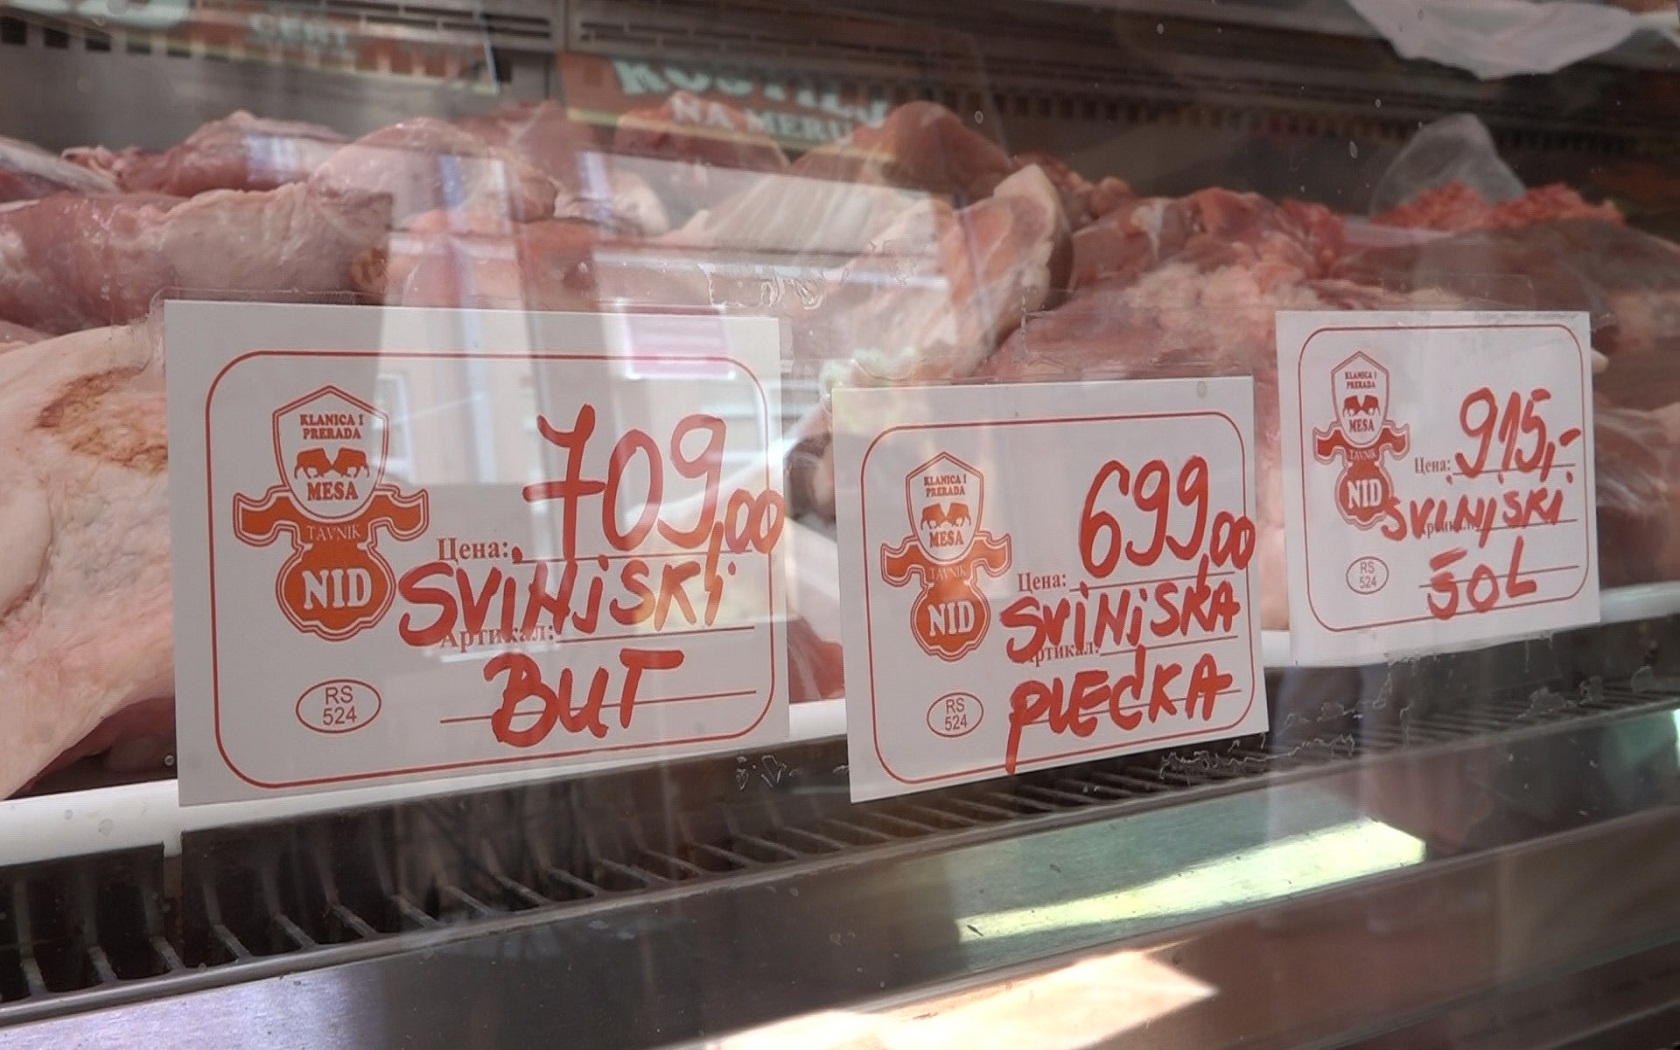 NA MERU
KLANICA I
PRERADA
MESA
TAVNIK
NID
RS
524
Цена: 709,00
SViNjSKi
Артикал:
BUT
KLANICA I
PRERADA
MESA
TAVNIK
NID
RS
524
Цена: 699,00
SViNjSKA
Артикал:
PLEĆKA
KLANICA I
PRERADA
MESA
TAVNIK
NID
RS
524
Цена: 915,-
SViNjSKi
Артикал:
ŠOL